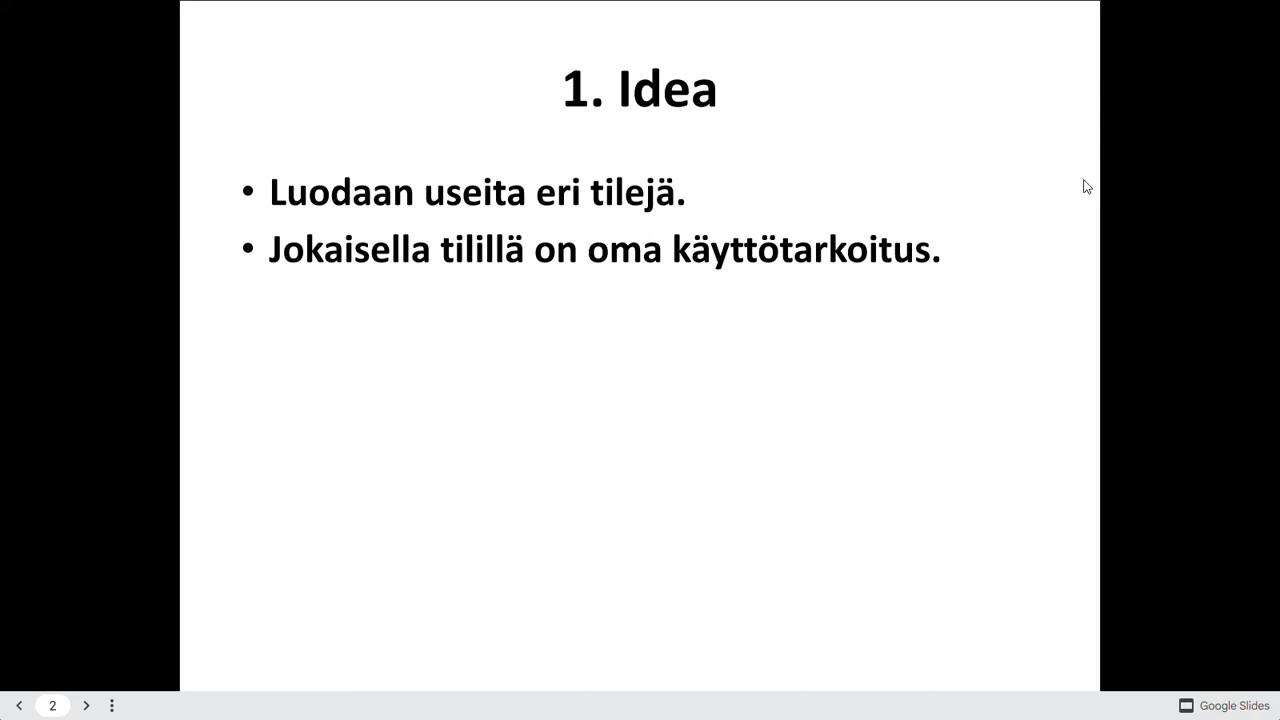 1. Idea
• Luodaan useita eri tilejä.
• Jokaisella tilillä on oma käyttötarkoitus.
2
Google Slides